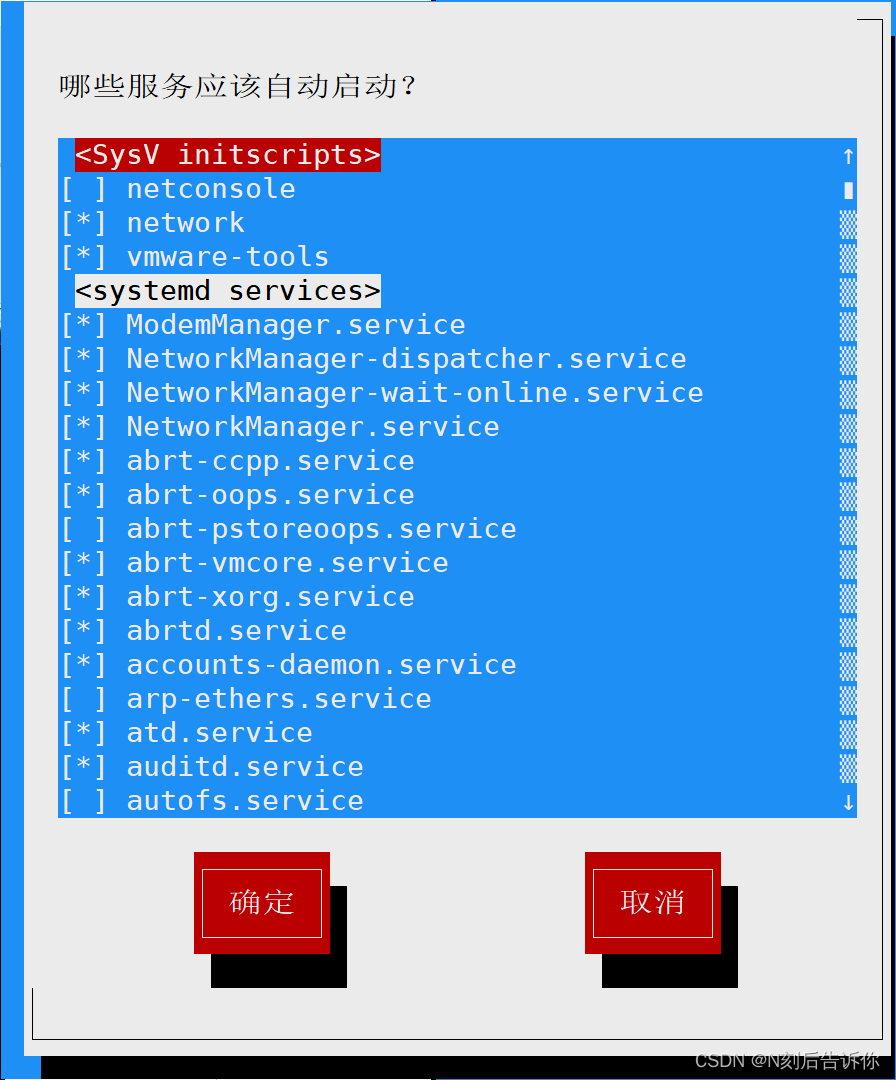 哪些服务应该自动启动?
<SysV initscripts> ↑
[ ] netconsole
[*] network
[*] vmware-tools
<systemd services>
[*] ModemManager.service
[*] NetworkManager-dispatcher.service
[*] NetworkManager-wait-online.service
[*] NetworkManager.service
[*] abrt-ccpp.service
[*] abrt-oops.service
[ ] abrt-pstoreoops.service
[*] abrt-vmcore.service
[*] abrt-xorg.service
[*] abrtd.service
[*] accounts-daemon.service
[ ] arp-ethers.service
[*] atd.service
[*] auditd.service
[ ] autofs.service ↓
确定 取消
CSDN @N刻后告诉你